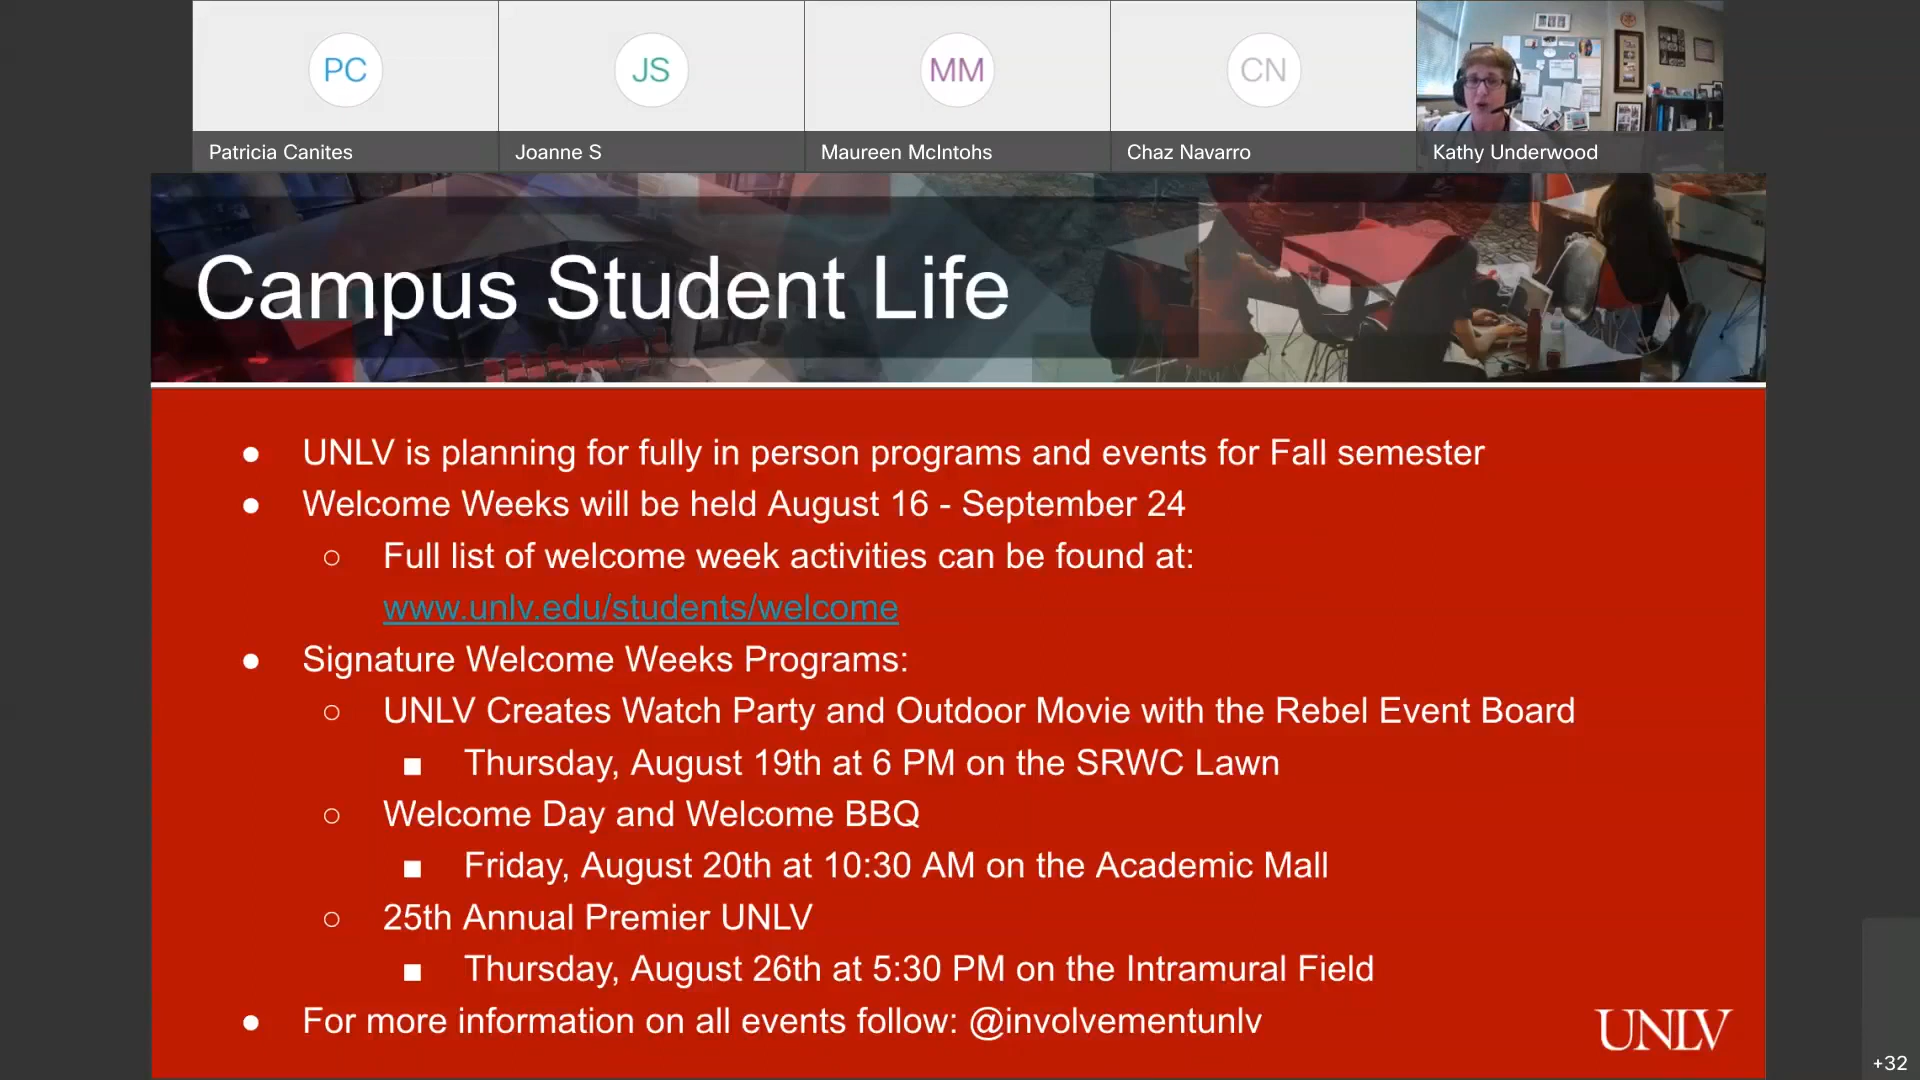 PC
JS
MM
CN
Patricia Canites
Joanne S
Maureen McIntohs
Chaz Navarro
Kathy Underwood
Campus Student Life
● UNLV is planning for fully in person programs and events for Fall semester
● Welcome Weeks will be held August 16 - September 24
○ Full list of welcome week activities can be found at:
www.unlv.edu/students/welcome
● Signature Welcome Weeks Programs:
○ UNLV Creates Watch Party and Outdoor Movie with the Rebel Event Board
■ Thursday, August 19th at 6 PM on the SRWC Lawn
○ Welcome Day and Welcome BBQ
■ Friday, August 20th at 10:30 AM on the Academic Mall
○ 25th Annual Premier UNLV
■ Thursday, August 26th at 5:30 PM on the Intramural Field
● For more information on all events follow: @involvementunlv
UNLV
+32